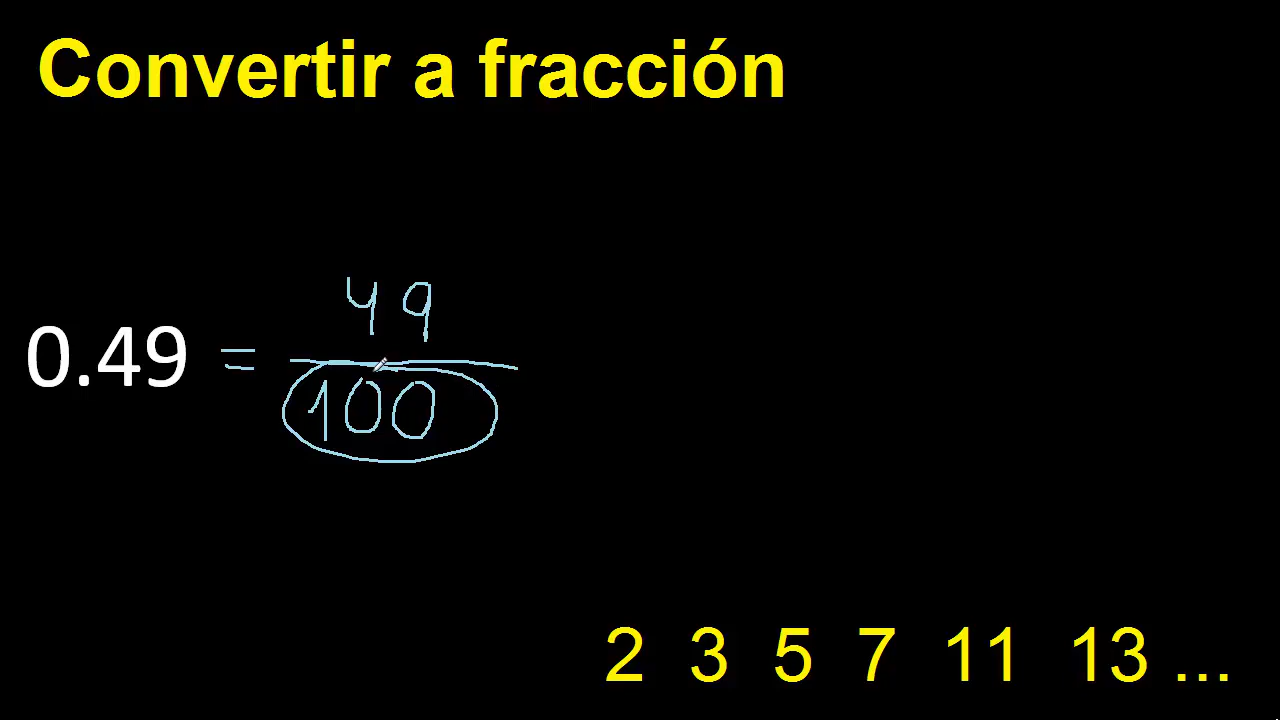 Convertir a fracción
49
0.49 = 
100
2 3 5 7 11 13 ...